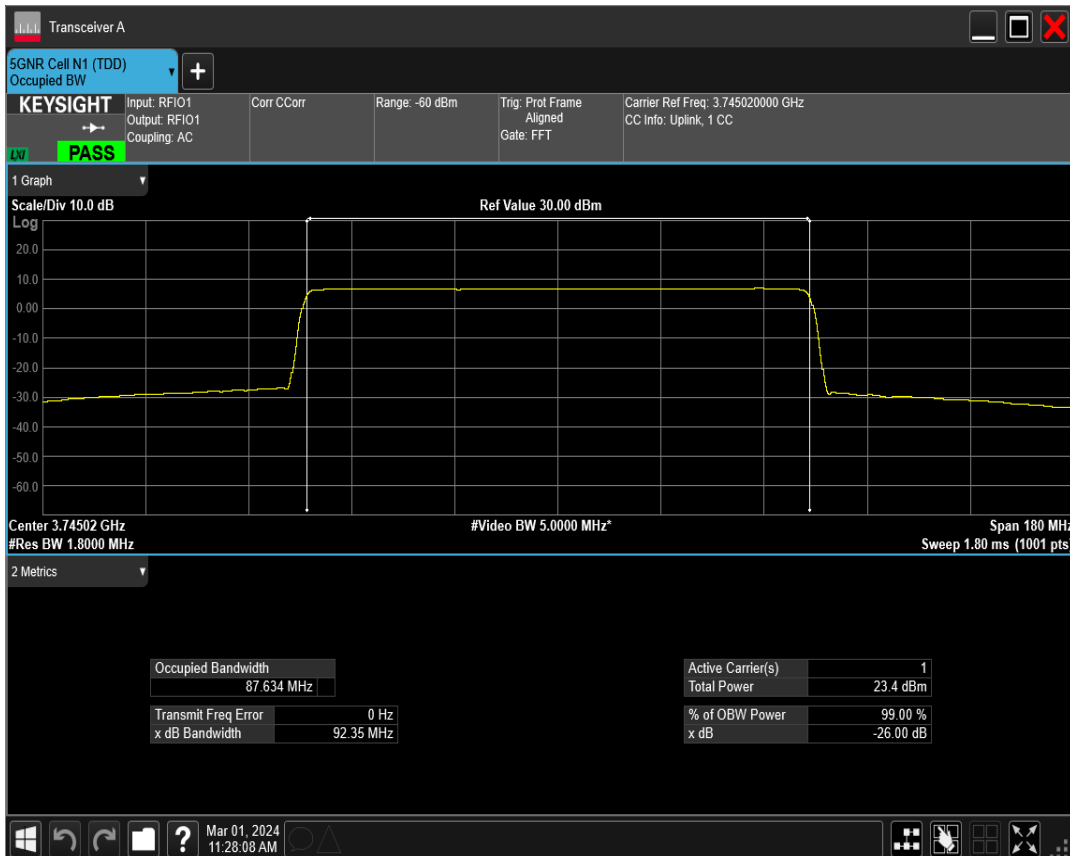 Transceiver A
5GNR Cell N1 (TDD)
Occupied BW
+
KEYSIGHT
LXI
PASS
Input: RFIO1
Output: RFIO1
Coupling: AC
Corr CCorr
Range: -60 dBm
Trig: Prot Frame
Aligned
Gate: FFT
Carrier Ref Freq: 3.745020000 GHz
CC Info: Uplink, 1 CC
1 Graph
Scale/Div 10.0 dB
Ref Value 30.00 dBm
Log
20.0
10.0
0.00
-10.0
-20.0
-30.0
-40.0
-50.0
-60.0
Center 3.74502 GHz
#Video BW 5.0000 MHz*
Span 180 MHz
#Res BW 1.8000 MHz
Sweep 1.80 ms (1001 pts)
2 Metrics
Occupied Bandwidth
87.634 MHz
Transmit Freq Error 0 Hz
x dB Bandwidth 92.35 MHz
Active Carrier(s) 1
Total Power 23.4 dBm
% of OBW Power 99.00 %
x dB -26.00 dB
?
Mar 01, 2024
11:28:08 AM